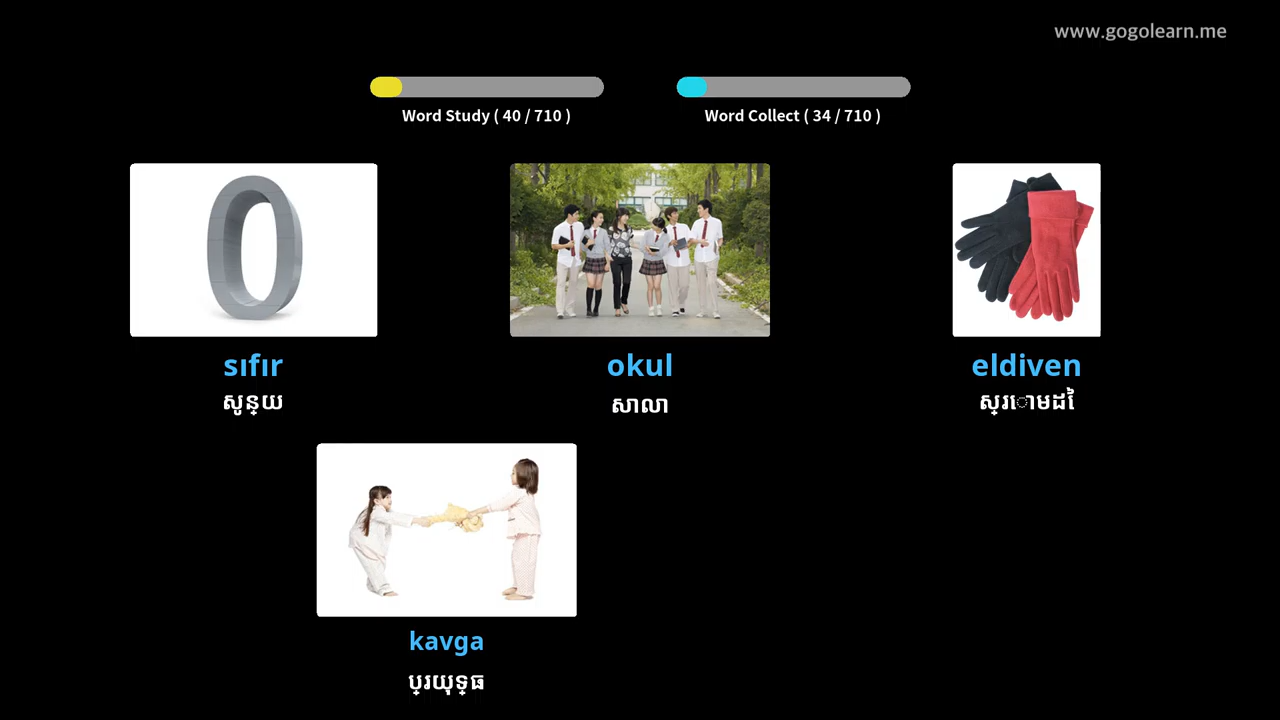 www.gogolearn.me
Word Study ( 40 / 710 )
Word Collect ( 34 / 710 )
0
sıfır
សូន្យ
okul
សាលា
eldiven
ស្រោមដៃ
kavga
ប្រយុទ្ធ